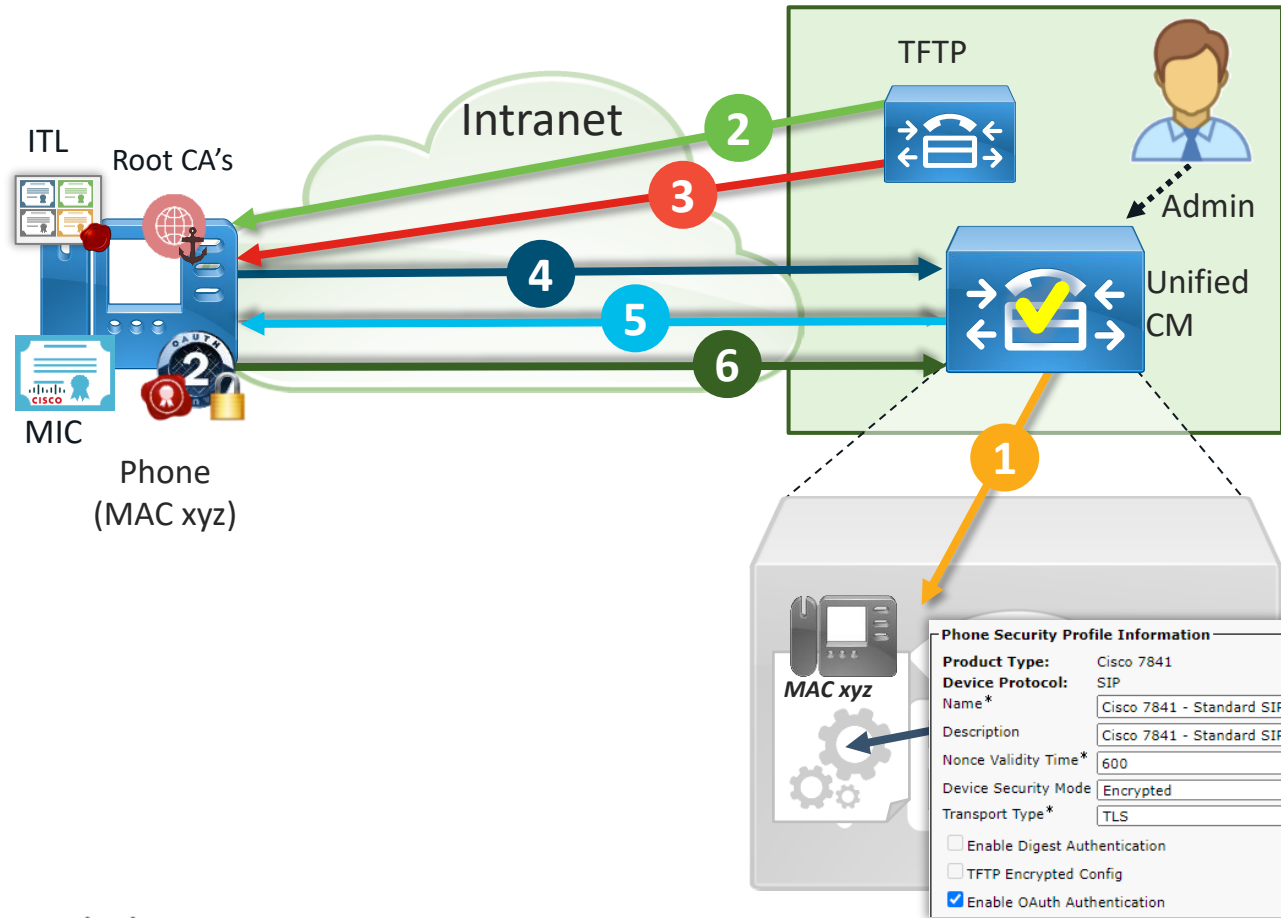 TFTP
Intranet
2
ITL
Root CA's
3
Admin
4
Unified
CM
5
OAUTH
2
6
CISCO
MIC
1
Phone
(MAC xyz)
Phone Security Profile Information
Product Type: Cisco 7841
Device Protocol: SIP
MAC xyz
Name* Cisco 7841 - Standard SIP
Description Cisco 7841 - Standard SIP
Nonce Validity Time* 600
Device Security Mode Encrypted
Transport Type* TLS
Enable Digest Authentication
TFTP Encrypted Config
Enable OAuth Authentication